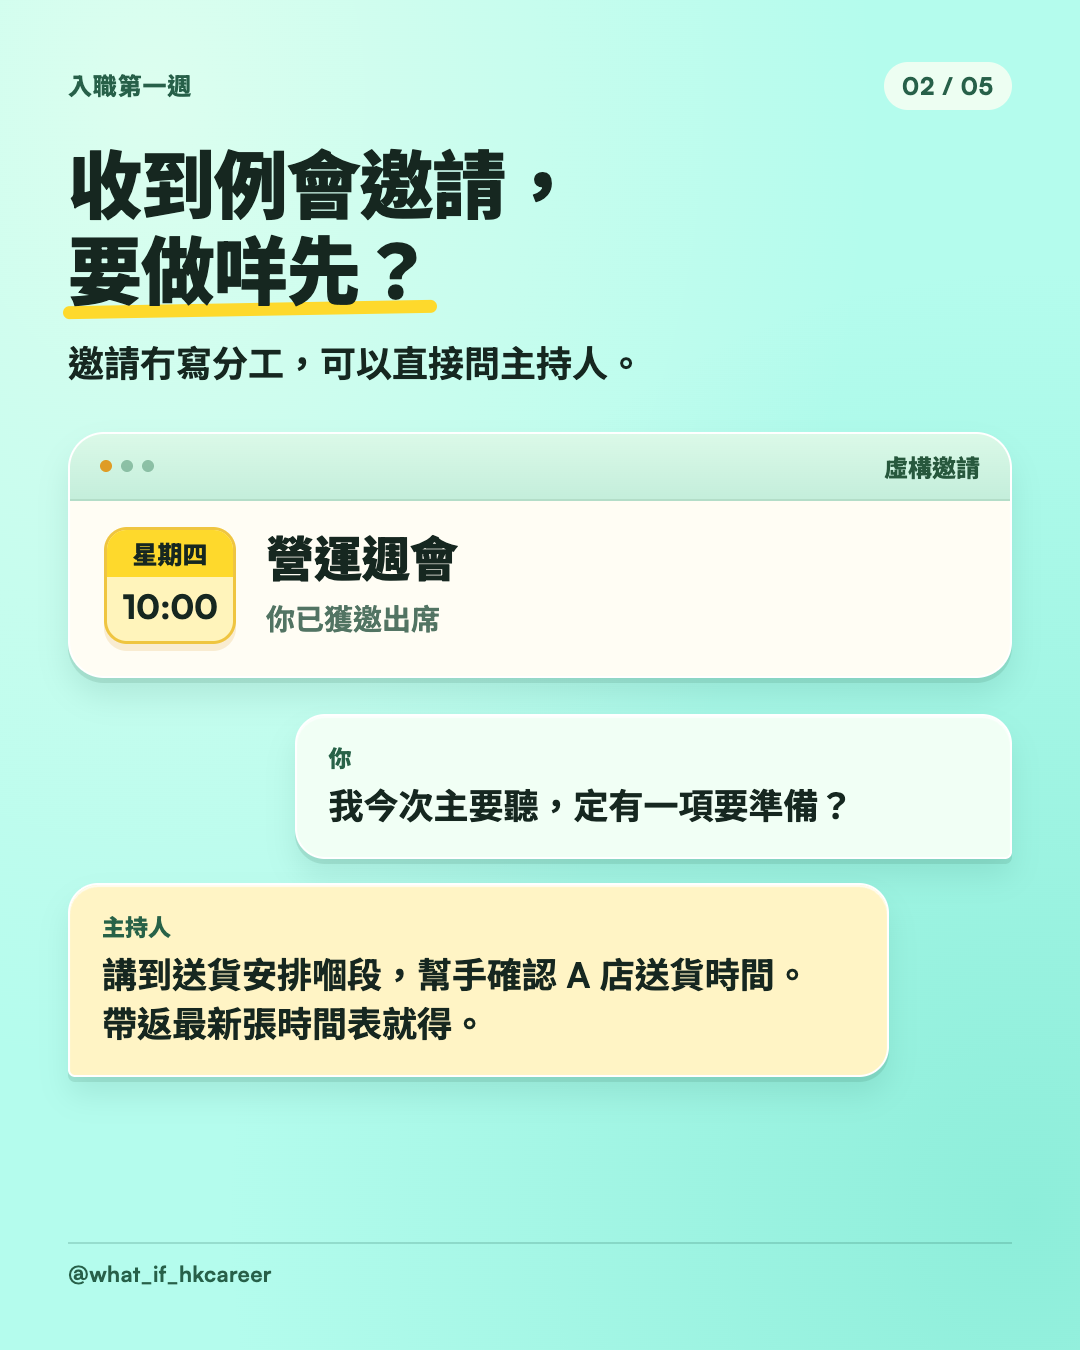 入職第一週
02 / 05
收到例會邀請，
要做咩先？
邀請冇寫分工，可以直接問主持人。
虛構邀請
星期四
10:00
營運週會
你已獲邀出席
你
我今次主要聽，定有一項要準備？
主持人
講到送貨安排嗰段，幫手確認 A 店送貨時間。
帶返最新張時間表就得。
@what_if_hkcareer